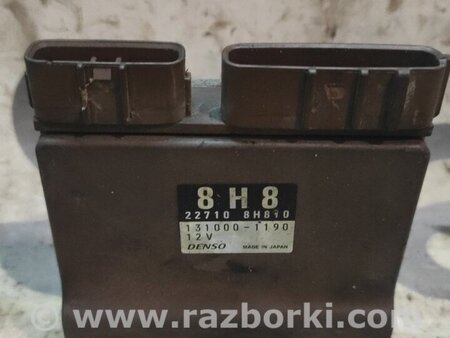 8H8
22710 8H810
131000-1190
12V
DENSO MADE IN JAPAN
www.razborki.com